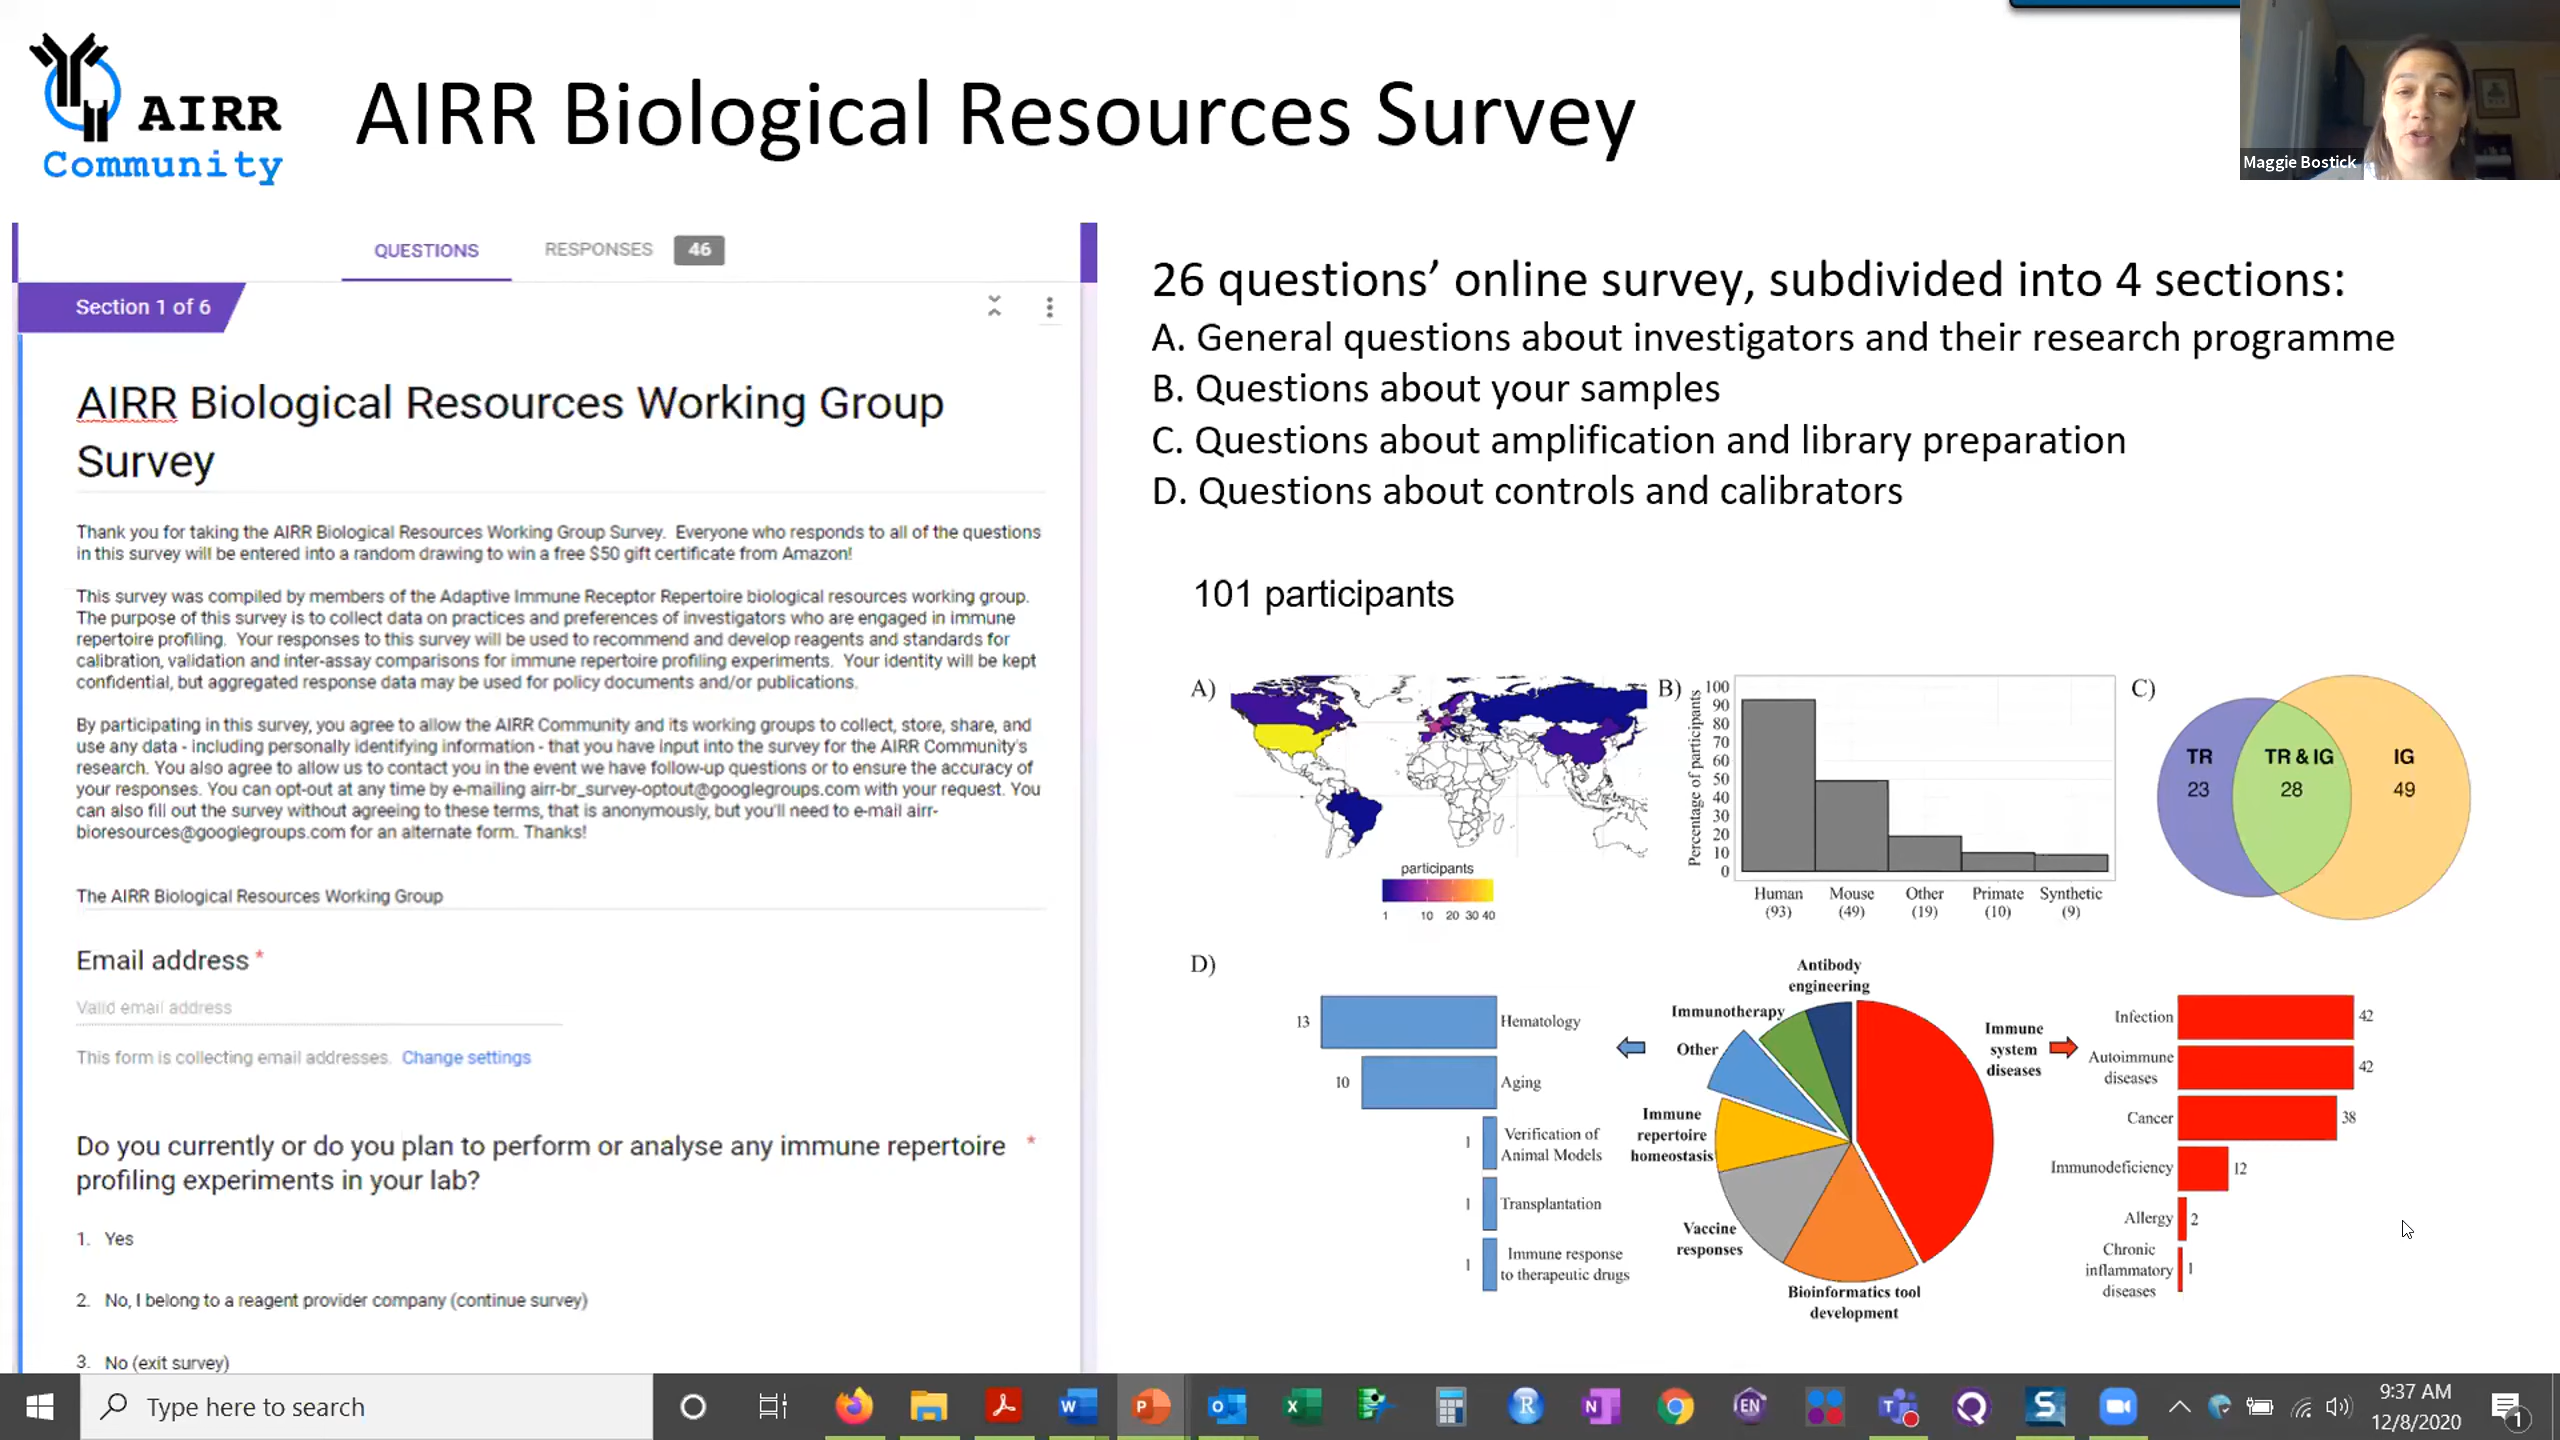 AIRR
Community
AIRR Biological Resources Survey
Maggie Bostick
QUESTIONS
RESPONSES
46
Section 1 of 6
AIRR Biological Resources Working Group
Survey
Thank you for taking the AIRR Biological Resources Working Group Survey. Everyone who responds to all of the questions
in this survey will be entered into a random drawing to win a free $50 gift certificate from Amazon!
This survey was compiled by members of the Adaptive Immune Receptor Repertoire biological resources working group.
The purpose of this survey is to collect data on practices and preferences of investigators who are engaged in immune
repertoire profiling. Your responses to this survey will be used to recommend and develop reagents and standards for
calibration, validation and inter-assay comparisons for immune repertoire profiling experiments. Your identity will be kept
confidential, but aggregated response data may be used for policy documents and/or publications.
By participating in this survey, you agree to allow the AIRR Community and its working groups to collect, store, share, and
use any data - including personally identifying information - that you have input into the survey for the AIRR Community's
research. You also agree to allow us to contact you in the event we have follow-up questions or to ensure the accuracy of
your responses. You can opt-out at any time by e-mailing airr-br_survey-optout@googlegroups.com with your request. You
can also fill out the survey without agreeing to these terms, that is anonymously, but you'll need to e-mail airr-
bioresources@googlegroups.com for an alternate form. Thanks!
The AIRR Biological Resources Working Group
Email address *
Valid email address
This form is collecting email addresses. Change settings
Do you currently or do you plan to perform or analyse any immune repertoire *
profiling experiments in your lab?
1. Yes
2. No, I belong to a reagent provider company (continue survey)
3. No (exit survey)
26 questions’ online survey, subdivided into 4 sections:
A. General questions about investigators and their research programme
B. Questions about your samples
C. Questions about amplification and library preparation
D. Questions about controls and calibrators
101 participants
A)
participants
1 10 20 30 40
B)
Percentage of participants
100
90
80
70
60
50
40
30
20
10
0
Human Mouse Other Primate Synthetic
(93) (49) (19) (10) (9)
C)
TR TR & IG IG
23 28 49
D)
13 Hematology
10 Aging
1 Verification of
Animal Models
1 Transplantation
1 Immune response
to therapeutic drugs
Antibody
engineering
Immunotherapy
Other
Immune
repertoire
homeostasis
Vaccine
responses
Bioinformatics tool
development
Immune
system
diseases
Infection 42
Autoimmune
diseases 42
Cancer 38
Immunodeficiency 12
Allergy 2
Chronic
inflammatory 1
diseases
Type here to search
9:37 AM
12/8/2020
1